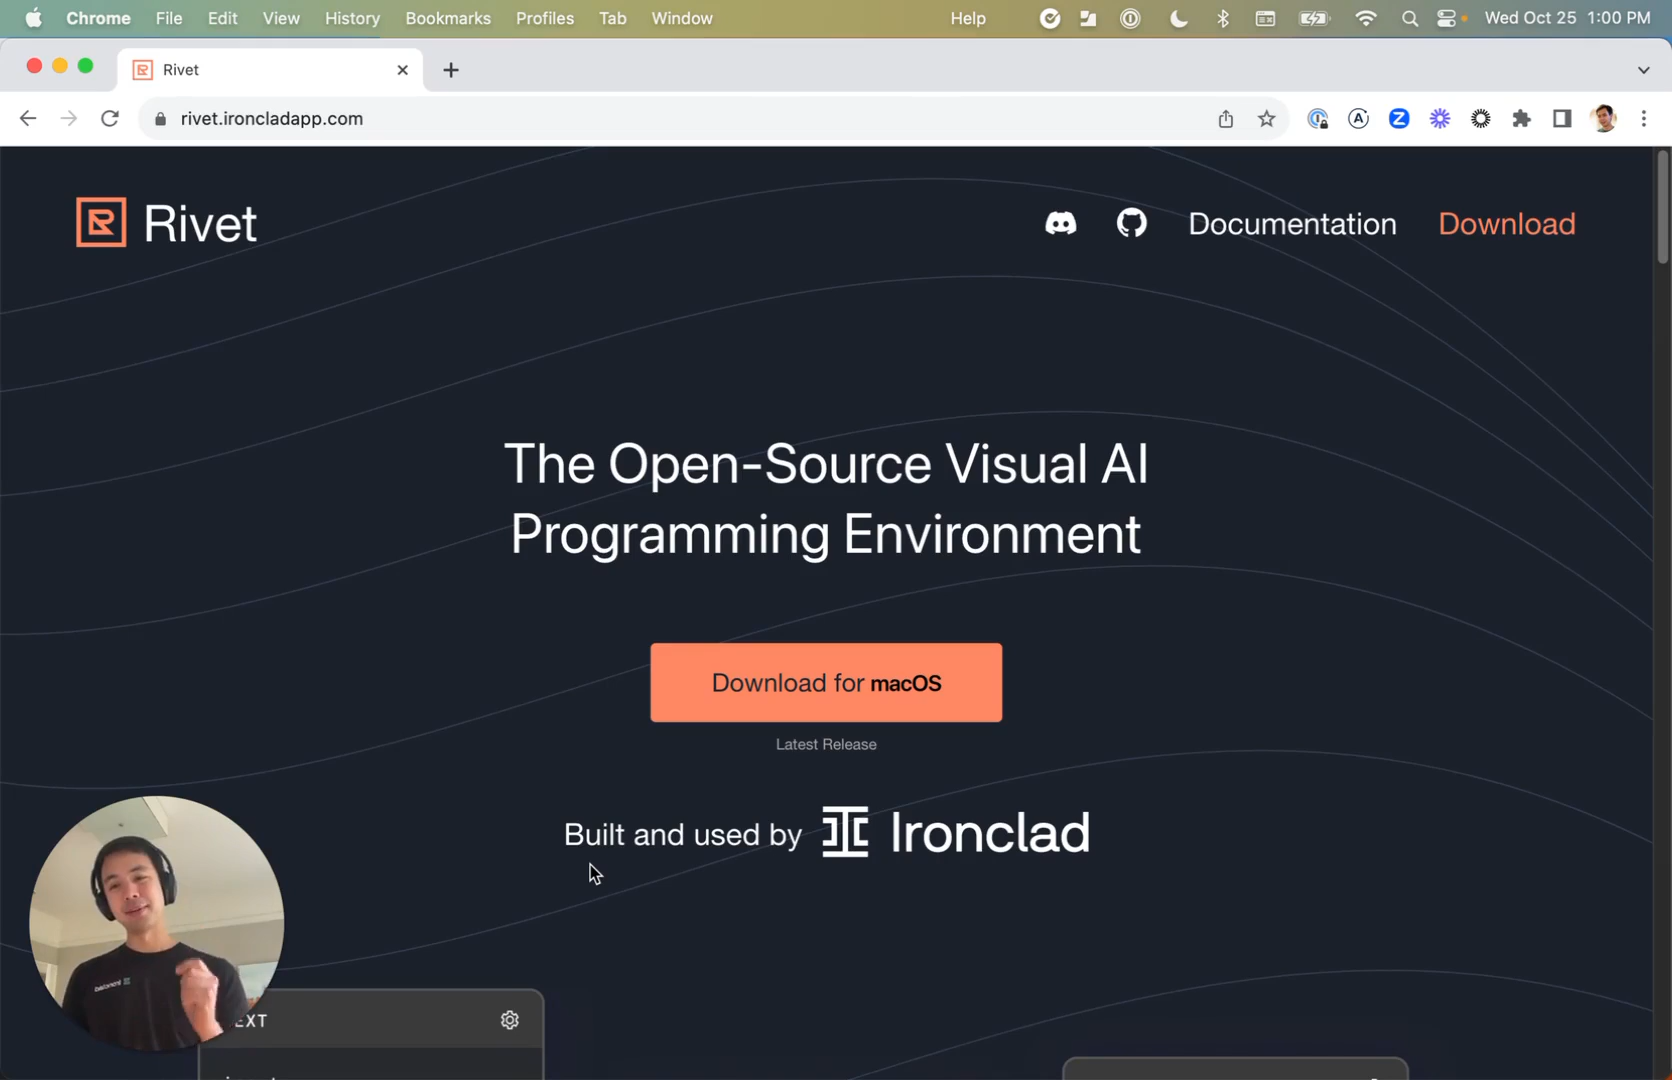 Chrome File Edit View History Bookmarks Profiles Tab Window Help Wed Oct 25 1:00 PM
Rivet
rivet.ironcladapp.com
Rivet Documentation Download
The Open-Source Visual AI
Programming Environment
Download for macOS
Latest Release
Built and used by Ironclad
EXT